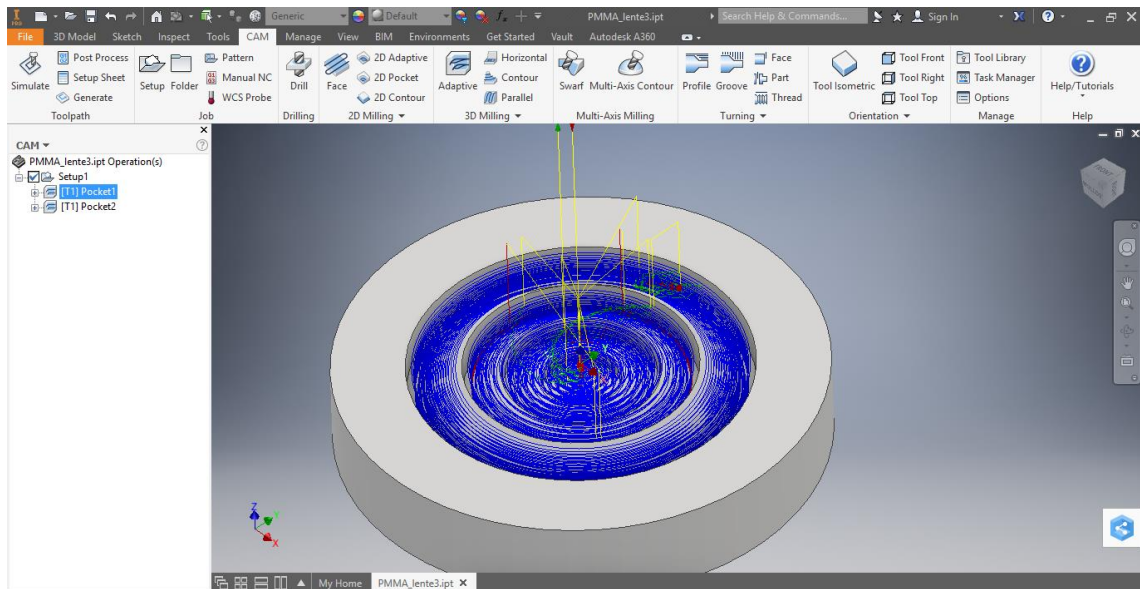 I PRO Generic Default fx PMMA_lente3.ipt Search Help & Commands... Sign In
File 3D Model Sketch Inspect Tools CAM Manage View BIM Environments Get Started Vault Autodesk A360
Simulate Post Process Setup Folder Pattern Drill Face 2D Adaptive Adaptive Horizontal Swarf Multi-Axis Contour Profile Groove Face Tool Isometric Tool Front Tool Library Help/Tutorials
Setup Sheet Manual NC 2D Pocket Contour Part Tool Right Task Manager
Generate WCS Probe 2D Contour Parallel Thread Tool Top Options
Toolpath Job Drilling 2D Milling 3D Milling Multi-Axis Milling Turning Orientation Manage Help
CAM
PMMA_lente3.ipt Operation(s)
Setup1
[T1] Pocket1
[T1] Pocket2
FRONT
Y
X
Z
Y
X
My Home PMMA_lente3.ipt X